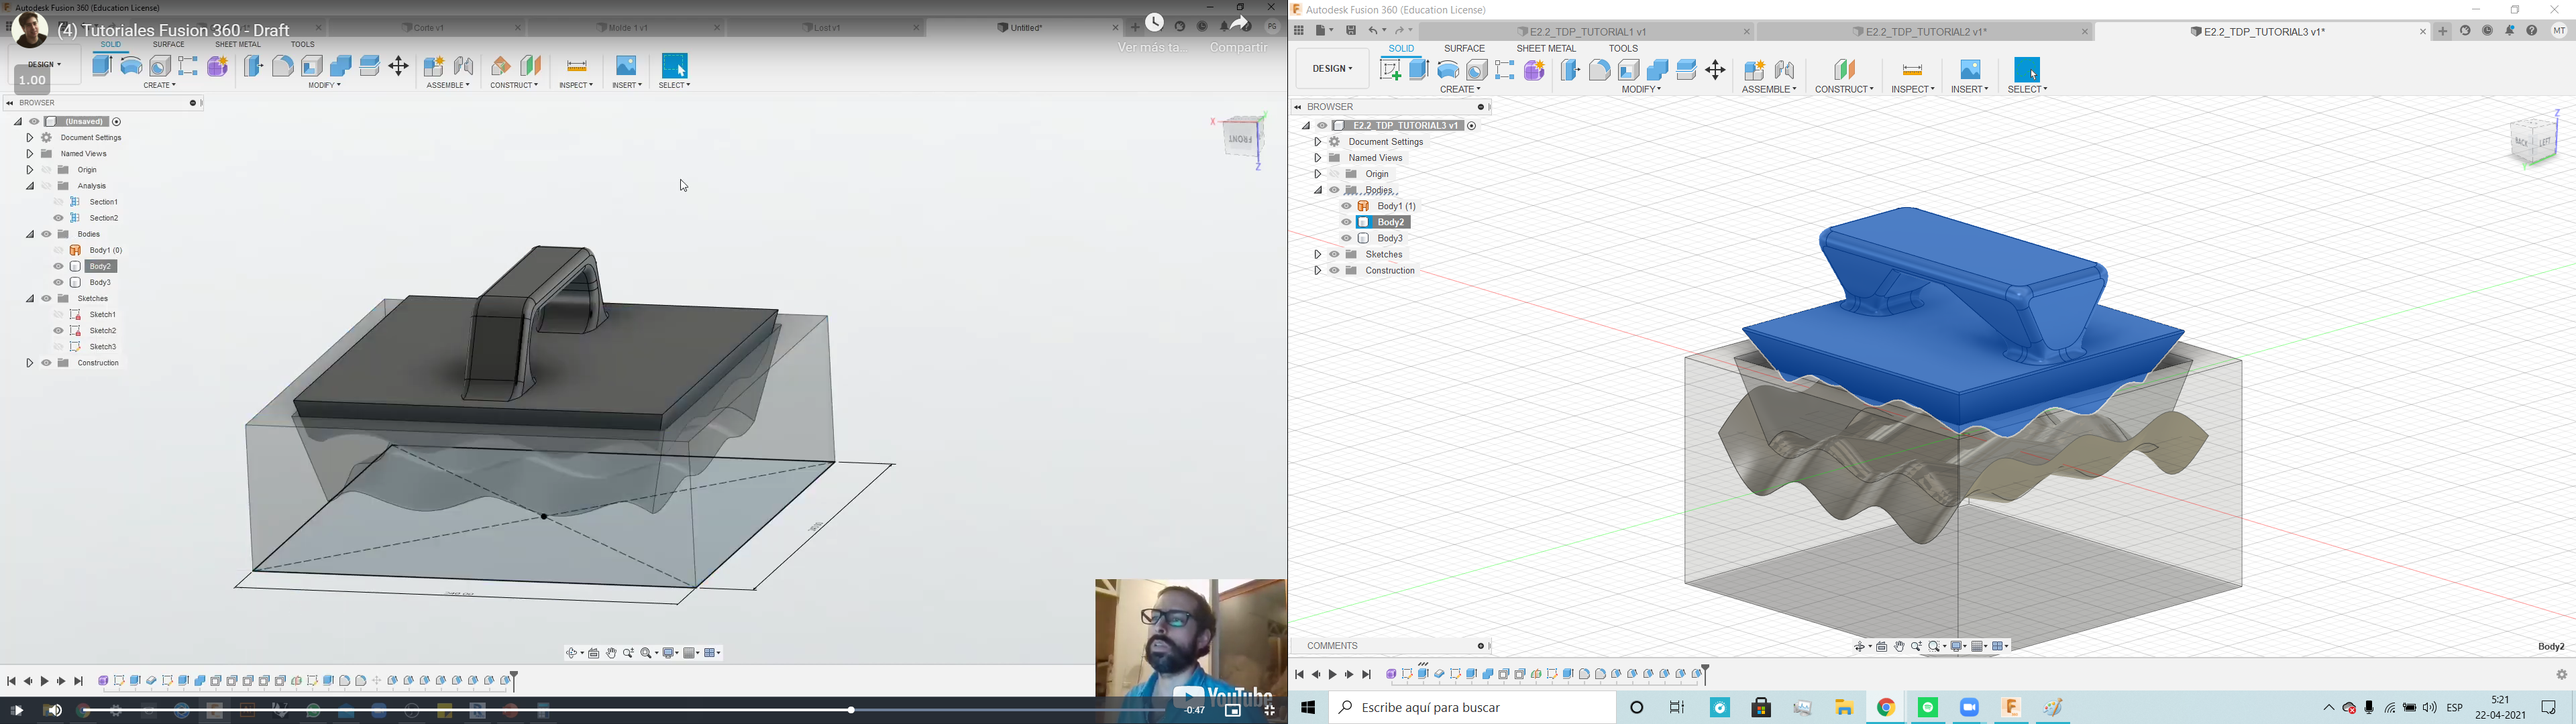 Autodesk Fusion 360 (Education License)
(4) Tutoriales Fusion 360 - Draft
Corte v1
Molde 1 v1
Lost v1
Untitled*
PG
Ver más ta...
Compartir
SOLID
SURFACE
SHEET METAL
TOOLS
DESIGN
1.00
CREATE
MODIFY
ASSEMBLE
CONSTRUCT
INSPECT
INSERT
SELECT
BROWSER
(Unsaved)
Document Settings
Named Views
Origin
Analysis
Section1
Section2
Bodies
Body1 (0)
Body2
Body3
Sketches
Sketch1
Sketch2
Sketch3
Construction
X
FRONT
Z
YouTube
-0:47
Autodesk Fusion 360 (Education License)
E2.2_TDP_TUTORIAL1 v1
E2.2_TDP_TUTORIAL2 v1*
E2.2_TDP_TUTORIAL3 v1*
MT
SOLID
SURFACE
SHEET METAL
TOOLS
DESIGN
CREATE
MODIFY
ASSEMBLE
CONSTRUCT
INSPECT
INSERT
SELECT
BROWSER
E2.2_TDP_TUTORIAL3 v1
Document Settings
Named Views
Origin
Bodies
Body1 (1)
Body2
Body3
Sketches
Construction
Z
BACK
LEFT
COMMENTS
Body2
Escribe aquí para buscar
ESP
5:21
22-04-2021